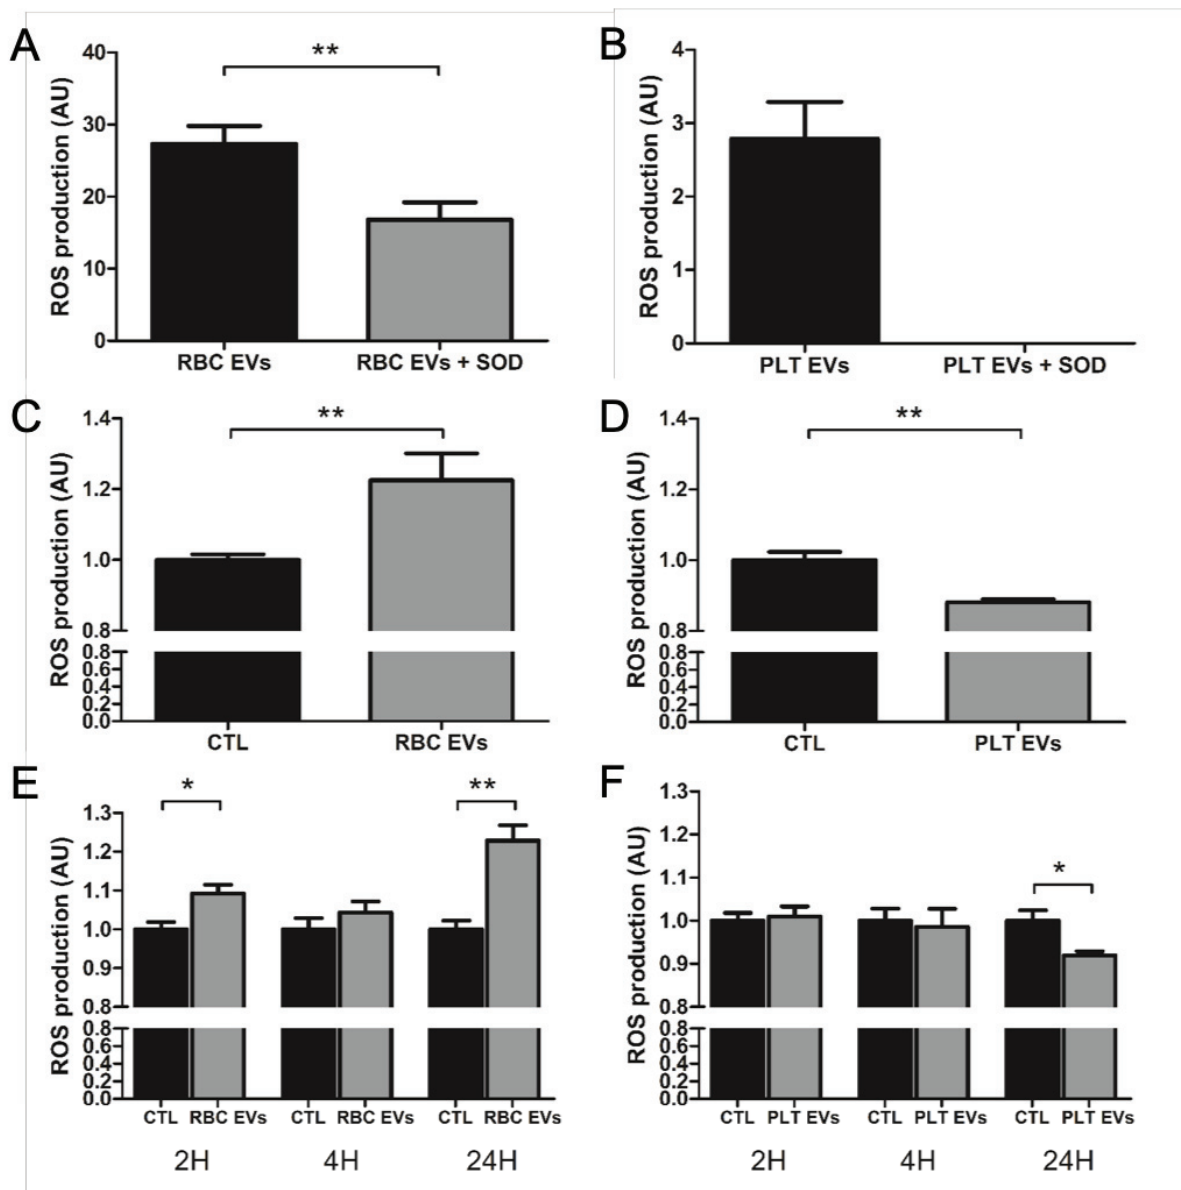 A
ROS production (AU)
40
30
20
10
0
**
RBC EVs
RBC EVs + SOD
B
ROS production (AU)
4
3
2
1
0
PLT EVs
PLT EVs + SOD
C
ROS production (AU)
1.4
1.2
1.0
0.8
0.8
0.6
0.4
0.2
0.0
**
CTL
RBC EVs
D
ROS production (AU)
1.4
1.2
1.0
0.8
0.8
0.6
0.4
0.2
0.0
**
CTL
PLT EVs
E
ROS production (AU)
1.3
1.2
1.1
1.0
0.9
0.8
0.8
0.6
0.4
0.2
0.0
*
**
CTL RBC EVs CTL RBC EVs CTL RBC EVs
2H 4H 24H
F
ROS production (AU)
1.3
1.2
1.1
1.0
0.9
0.8
0.8
0.6
0.4
0.2
0.0
*
CTL PLT EVs CTL PLT EVs CTL PLT EVs
2H 4H 24H